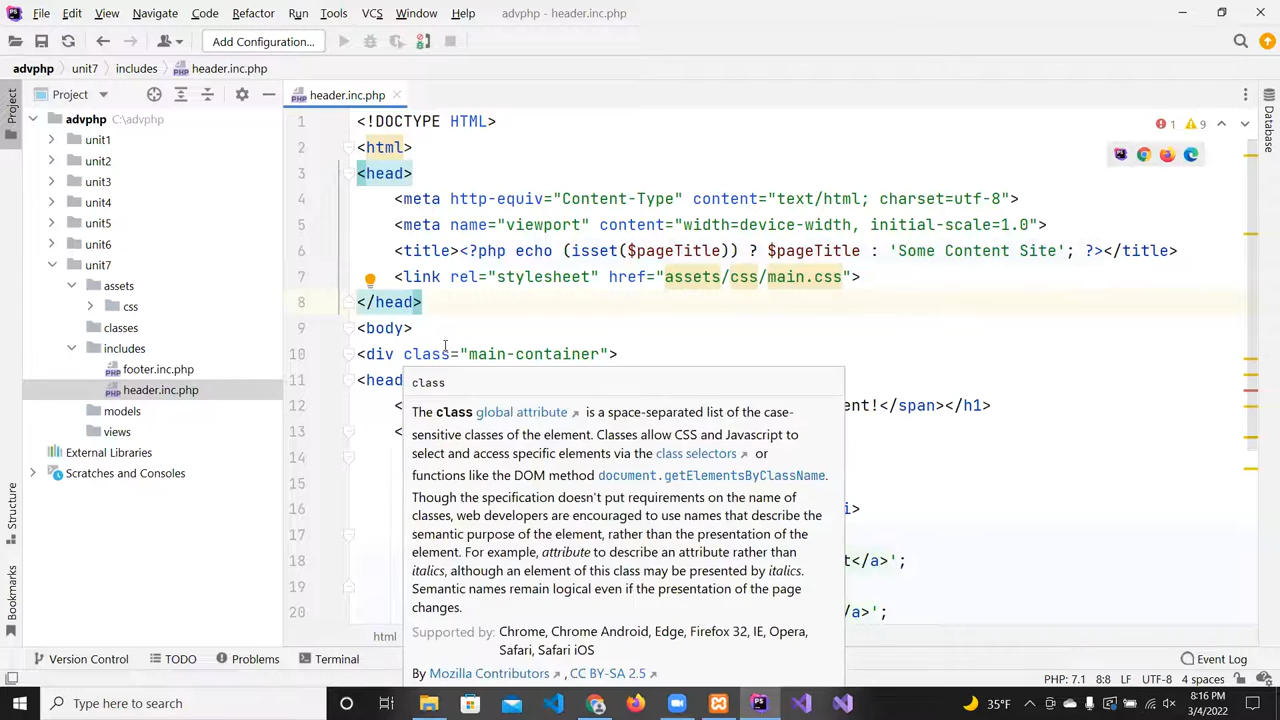 File Edit View Navigate Code Refactor Run Tools VCS Window Help advphp - header.inc.php
Add Configuration...
advphp unit7 includes header.inc.php
Project header.inc.php
Project
advphp C:\advphp
unit1
unit2
unit3
unit4
unit5
unit6
unit7
assets
css
classes
includes
footer.inc.php
header.inc.php
models
views
External Libraries
Scratches and Consoles
Structure
Bookmarks
Database
1 9
1 <!DOCTYPE HTML>
2 <html>
3 <head>
4 <meta http-equiv="Content-Type" content="text/html; charset=utf-8">
5 <meta name="viewport" content="width=device-width, initial-scale=1.0">
6 <title><?php echo (isset($pageTitle)) ? $pageTitle : 'Some Content Site'; ?></title>
7 <link rel="stylesheet" href="assets/css/main.css">
8 </head>
9 <body>
10 <div class="main-container">
11 <head
12 < ent!</span></h1>
13 <
14
15
16 i>
17
18 t</a>';
19
20 /a>';
class
The class global attribute is a space-separated list of the case-
sensitive classes of the element. Classes allow CSS and Javascript to
select and access specific elements via the class selectors or
functions like the DOM method document.getElementsByClassName.
Though the specification doesn't put requirements on the name of
classes, web developers are encouraged to use names that describe the
semantic purpose of the element, rather than the presentation of the
element. For example, attribute to describe an attribute rather than
italics, although an element of this class may be presented by italics.
Semantic names remain logical even if the presentation of the page
changes.
Supported by: Chrome, Chrome Android, Edge, Firefox 32, IE, Opera,
Safari, Safari iOS
By Mozilla Contributors , CC BY-SA 2.5
html
Version Control TODO Problems Terminal Event Log
PHP: 7.1 8:8 LF UTF-8 4 spaces
Type here to search 35°F 8:16 PM
3/4/2022